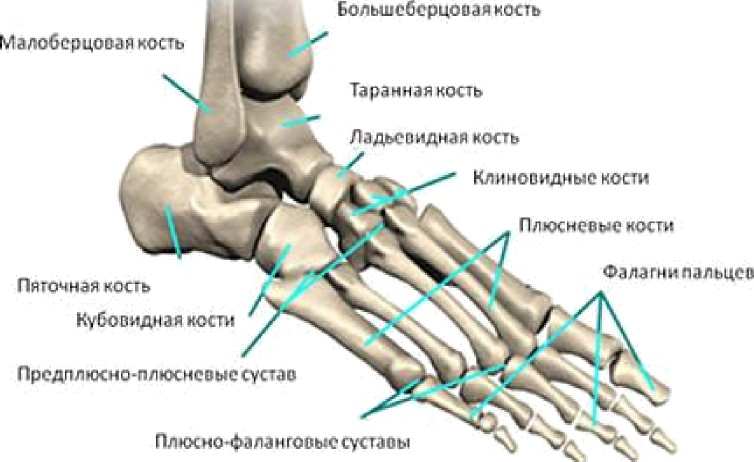 Большеберцовая кость
Малоберцовая кость
Таранная кость
Ладьевидная кость
Клиновидные кости
Плюсневые кости
Фалагни пальцев
Пяточная кость
Кубовидная кости
Предплюсно-плюсневые сустав
Плюсно-фаланговые суставы